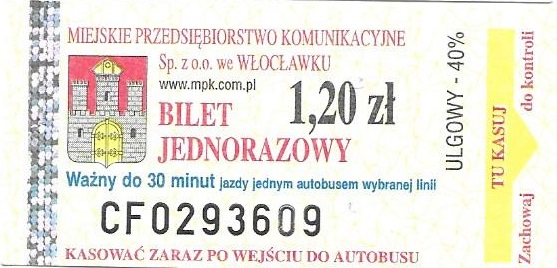 MIEJSKIE PRZEDSIĘBIORSTWO KOMUNIKACYJNE
Sp. z o.o. we WŁOCŁAWKU
www.mpk.com.pl
BILET 1,20 zł
JEDNORAZOWY
Ważny do 30 minut jazdy jednym autobusem wybranej linii
CF0293609
KASOWAĆ ZARAZ PO WEJŚCIU DO AUTOBUSU
ULGOWY - 40%
TU KASUJ
Zachowaj do kontroli